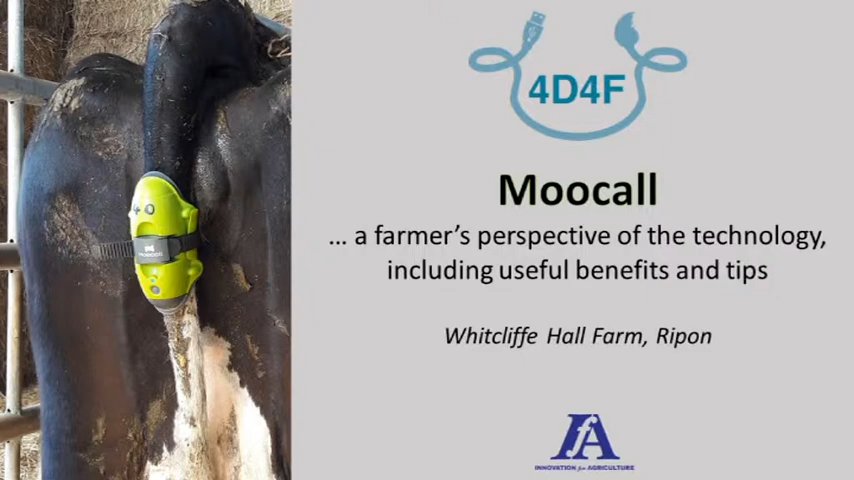 4D4F
Moocall
... a farmer's perspective of the technology,
including useful benefits and tips
Whitcliffe Hall Farm, Ripon
fA
INNOVATION for AGRICULTURE